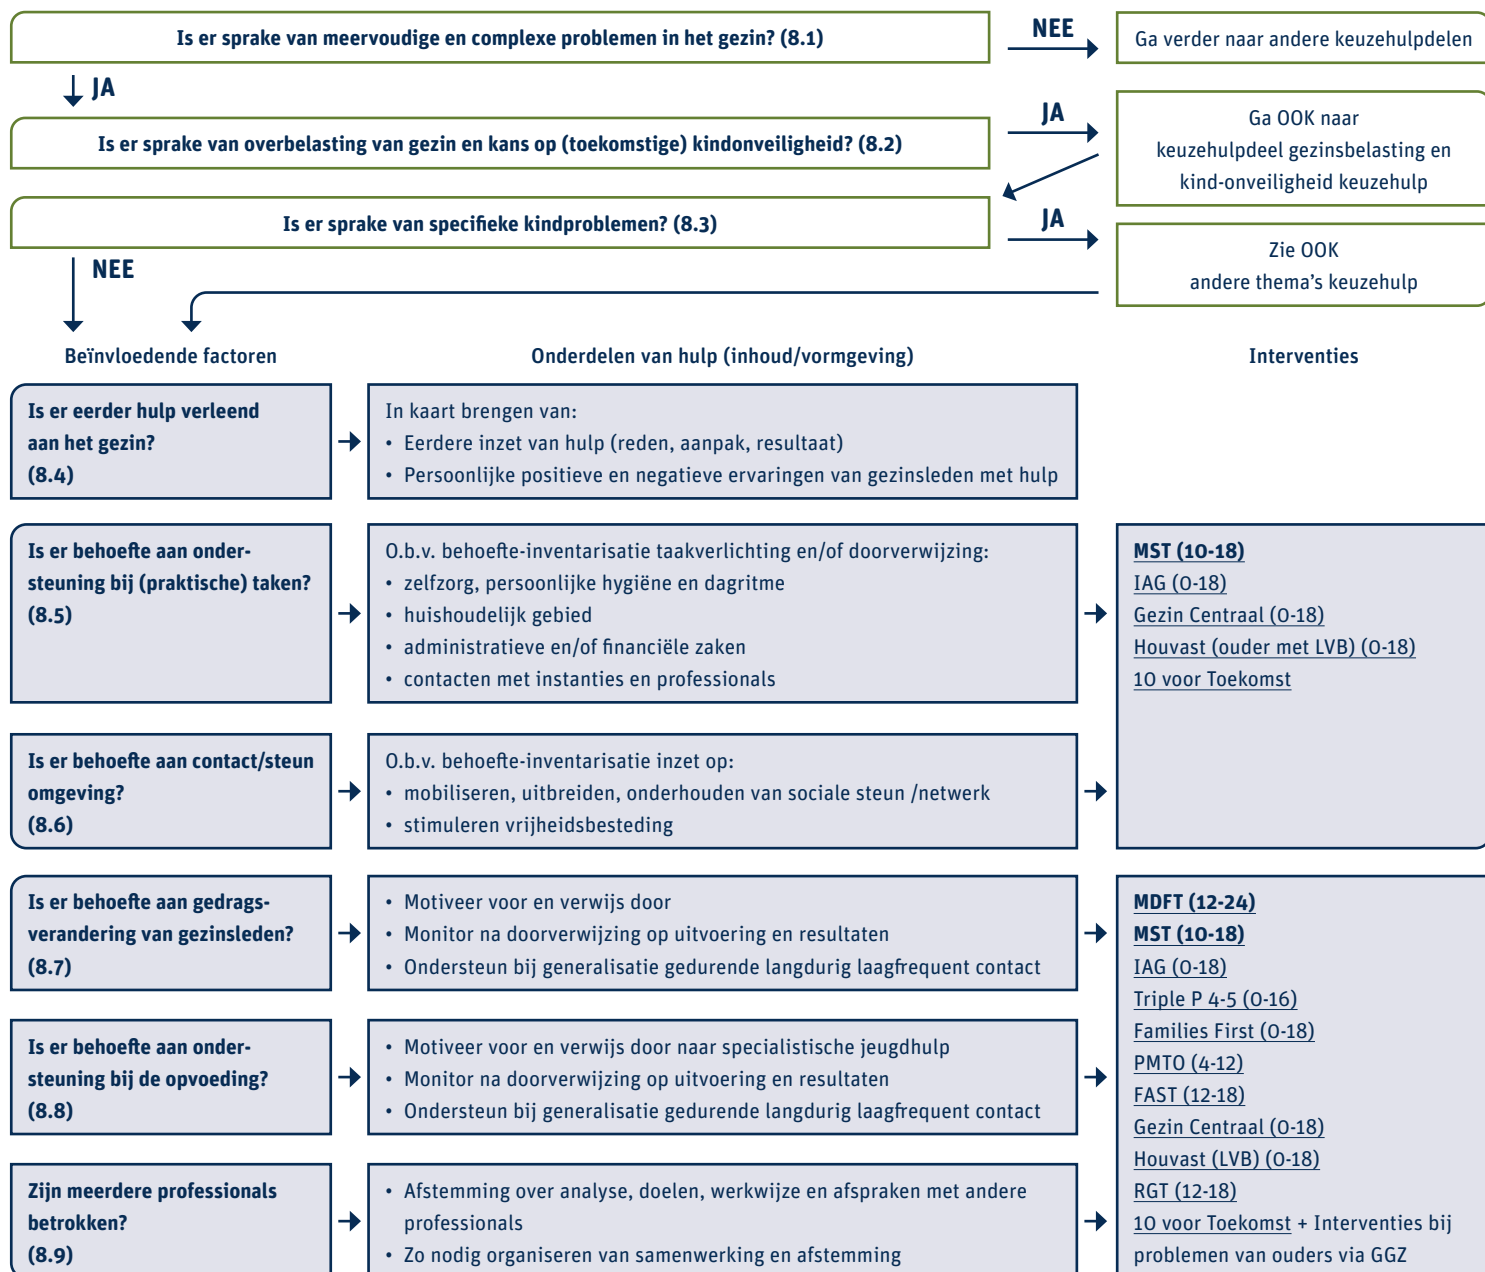 Is er sprake van meervoudige en complexe problemen in het gezin? (8.1)
NEE
Ga verder naar andere keuzehulpdelen
JA
Is er sprake van overbelasting van gezin en kans op (toekomstige) kindonveiligheid? (8.2)
JA
Ga OOK naar
keuzehulpdeel gezinsbelasting en
kind-onveiligheid keuzehulp
Is er sprake van specifieke kindproblemen? (8.3)
JA
Zie OOK
andere thema's keuzehulp
NEE
Beïnvloedende factoren
Onderdelen van hulp (inhoud/vormgeving)
Interventies
Is er eerder hulp verleend
aan het gezin?
(8.4)
In kaart brengen van:
• Eerdere inzet van hulp (reden, aanpak, resultaat)
• Persoonlijke positieve en negatieve ervaringen van gezinsleden met hulp
Is er behoefte aan onder-
steuning bij (praktische) taken?
(8.5)
O.b.v. behoefte-inventarisatie taakverlichting en/of doorverwijzing:
• zelfzorg, persoonlijke hygiëne en dagritme
• huishoudelijk gebied
• administratieve en/of financiële zaken
• contacten met instanties en professionals
MST (10-18)
IAG (0-18)
Gezin Centraal (0-18)
Houvast (ouder met LVB) (0-18)
10 voor Toekomst
Is er behoefte aan contact/steun
omgeving?
(8.6)
O.b.v. behoefte-inventarisatie inzet op:
• mobiliseren, uitbreiden, onderhouden van sociale steun /netwerk
• stimuleren vrijheidsbesteding
Is er behoefte aan gedrags-
verandering van gezinsleden?
(8.7)
• Motiveer voor en verwijs door
• Monitor na doorverwijzing op uitvoering en resultaten
• Ondersteun bij generalisatie gedurende langdurig laagfrequent contact
MDFT (12-24)
MST (10-18)
IAG (0-18)
Triple P 4-5 (0-16)
Families First (0-18)
PMTO (4-12)
FAST (12-18)
Gezin Centraal (0-18)
Houvast (LVB) (0-18)
RGT (12-18)
10 voor Toekomst + Interventies bij
problemen van ouders via GGZ
Is er behoefte aan onder-
steuning bij de opvoeding?
(8.8)
• Motiveer voor en verwijs door naar specialistische jeugdhulp
• Monitor na doorverwijzing op uitvoering en resultaten
• Ondersteun bij generalisatie gedurende langdurig laagfrequent contact
Zijn meerdere professionals
betrokken?
(8.9)
• Afstemming over analyse, doelen, werkwijze en afspraken met andere
professionals
• Zo nodig organiseren van samenwerking en afstemming